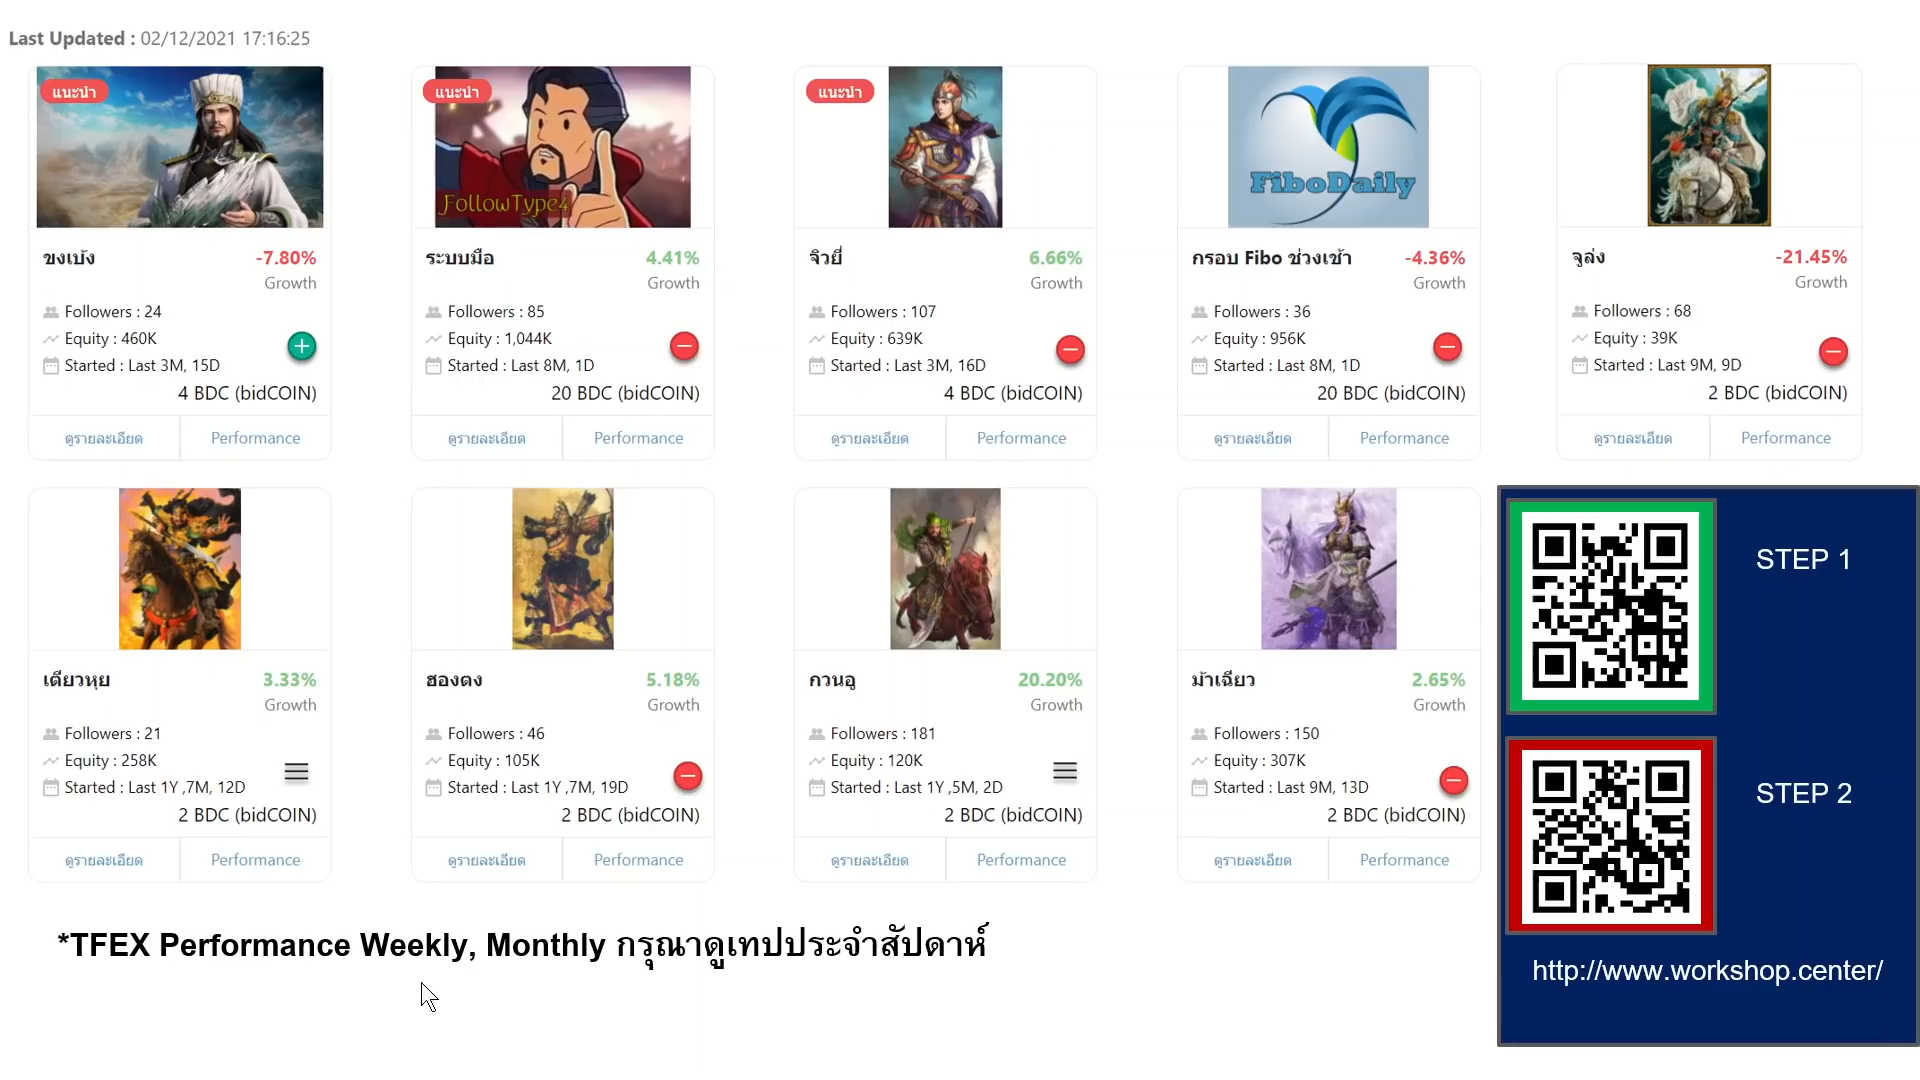 Last Updated : 02/12/2021 17:16:25
แนะนำ
ขงเบ้ง -7.80%
Growth
Followers : 24
Equity : 460K
Started : Last 3M, 15D
4 BDC (bidCOIN)
ดูรายละเอียด Performance
แนะนำ
FollowType4
ระบบมือ 4.41%
Growth
Followers : 85
Equity : 1,044K
Started : Last 8M, 1D
20 BDC (bidCOIN)
ดูรายละเอียด Performance
แนะนำ
จิวยี่ 6.66%
Growth
Followers : 107
Equity : 639K
Started : Last 3M, 16D
4 BDC (bidCOIN)
ดูรายละเอียด Performance
FiboDaily
กรอบ Fibo ช่วงเช้า -4.36%
Growth
Followers : 36
Equity : 956K
Started : Last 8M, 1D
20 BDC (bidCOIN)
ดูรายละเอียด Performance
จูล่ง -21.45%
Growth
Followers : 68
Equity : 39K
Started : Last 9M, 9D
2 BDC (bidCOIN)
ดูรายละเอียด Performance
เตียวหุย 3.33%
Growth
Followers : 21
Equity : 258K
Started : Last 1Y ,7M, 12D
2 BDC (bidCOIN)
ดูรายละเอียด Performance
ฮองตง 5.18%
Growth
Followers : 46
Equity : 105K
Started : Last 1Y ,7M, 19D
2 BDC (bidCOIN)
ดูรายละเอียด Performance
กวนอู 20.20%
Growth
Followers : 181
Equity : 120K
Started : Last 1Y ,5M, 2D
2 BDC (bidCOIN)
ดูรายละเอียด Performance
ม้าเฉียว 2.65%
Growth
Followers : 150
Equity : 307K
Started : Last 9M, 13D
2 BDC (bidCOIN)
ดูรายละเอียด Performance
STEP 1
STEP 2
http://www.workshop.center/
*TFEX Performance Weekly, Monthly กรุณาดูเทปประจำสัปดาห์